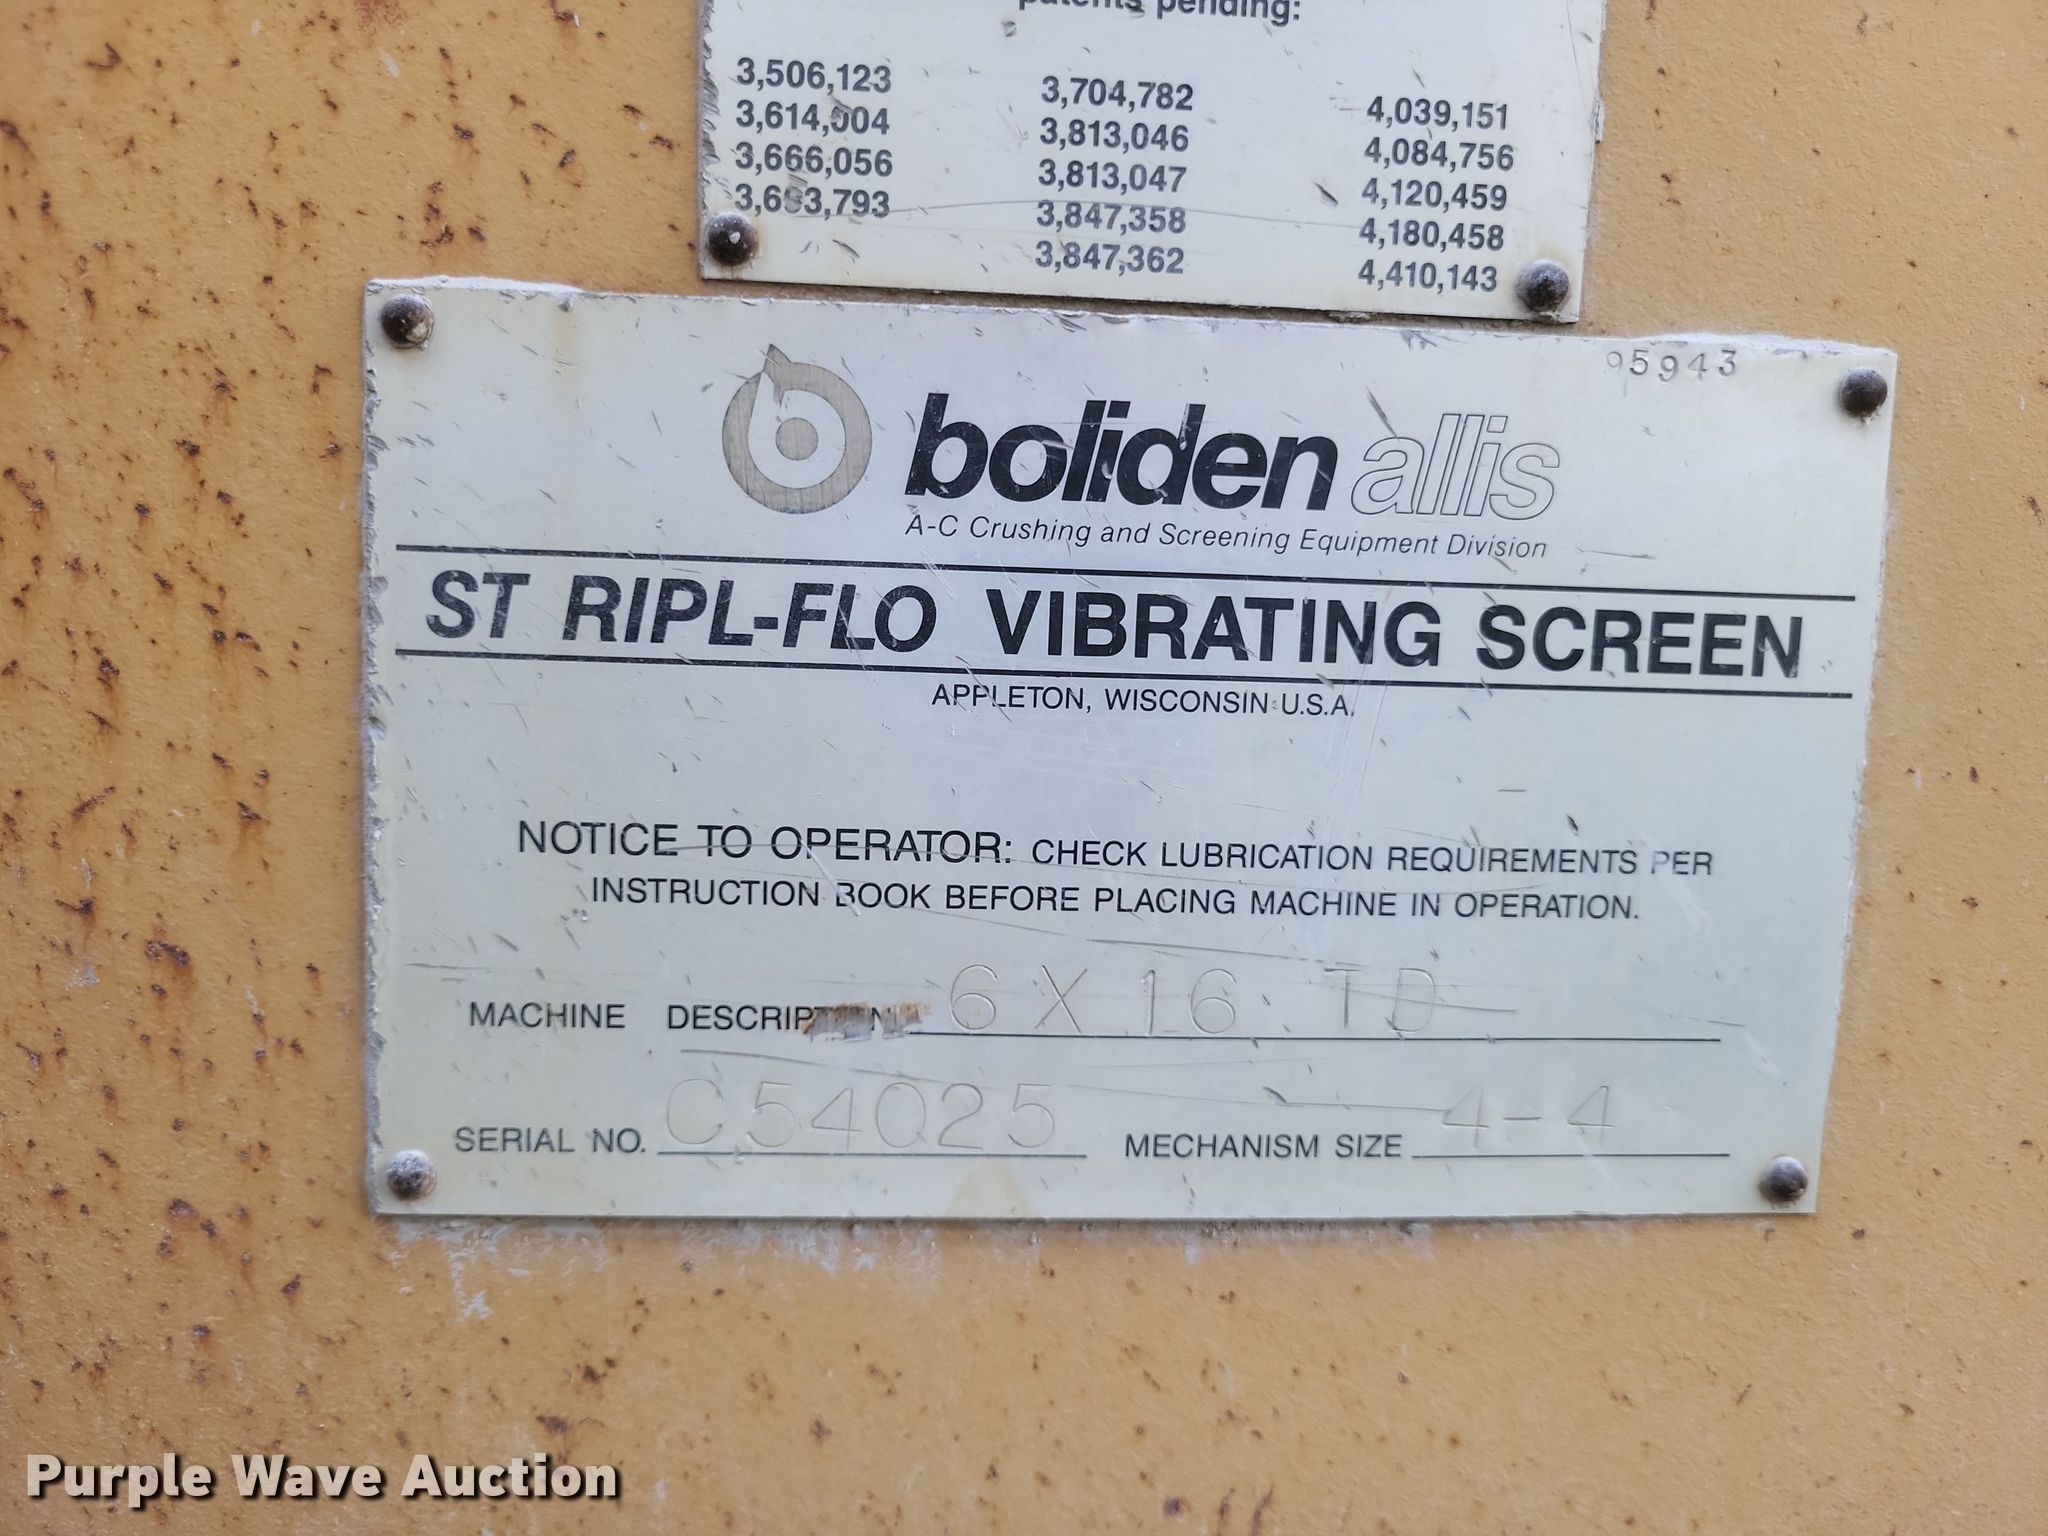 patents pending:
3,506,123 3,704,782 4,039,151
3,614,004 3,813,046 4,084,756
3,666,056 3,813,047 4,120,459
3,847,358 4,180,458
3,847,362 4,410,143
95943
boliden allis
A-C Crushing and Screening Equipment Division
ST RIPL-FLO VIBRATING SCREEN
APPLETON, WISCONSIN U.S.A.
NOTICE TO OPERATOR: CHECK LUBRICATION REQUIREMENTS PER
INSTRUCTION BOOK BEFORE PLACING MACHINE IN OPERATION.
MACHINE DESCRIPTION 6 X 16 TD
SERIAL NO. C54025 MECHANISM SIZE 4-4
Purple Wave Auction